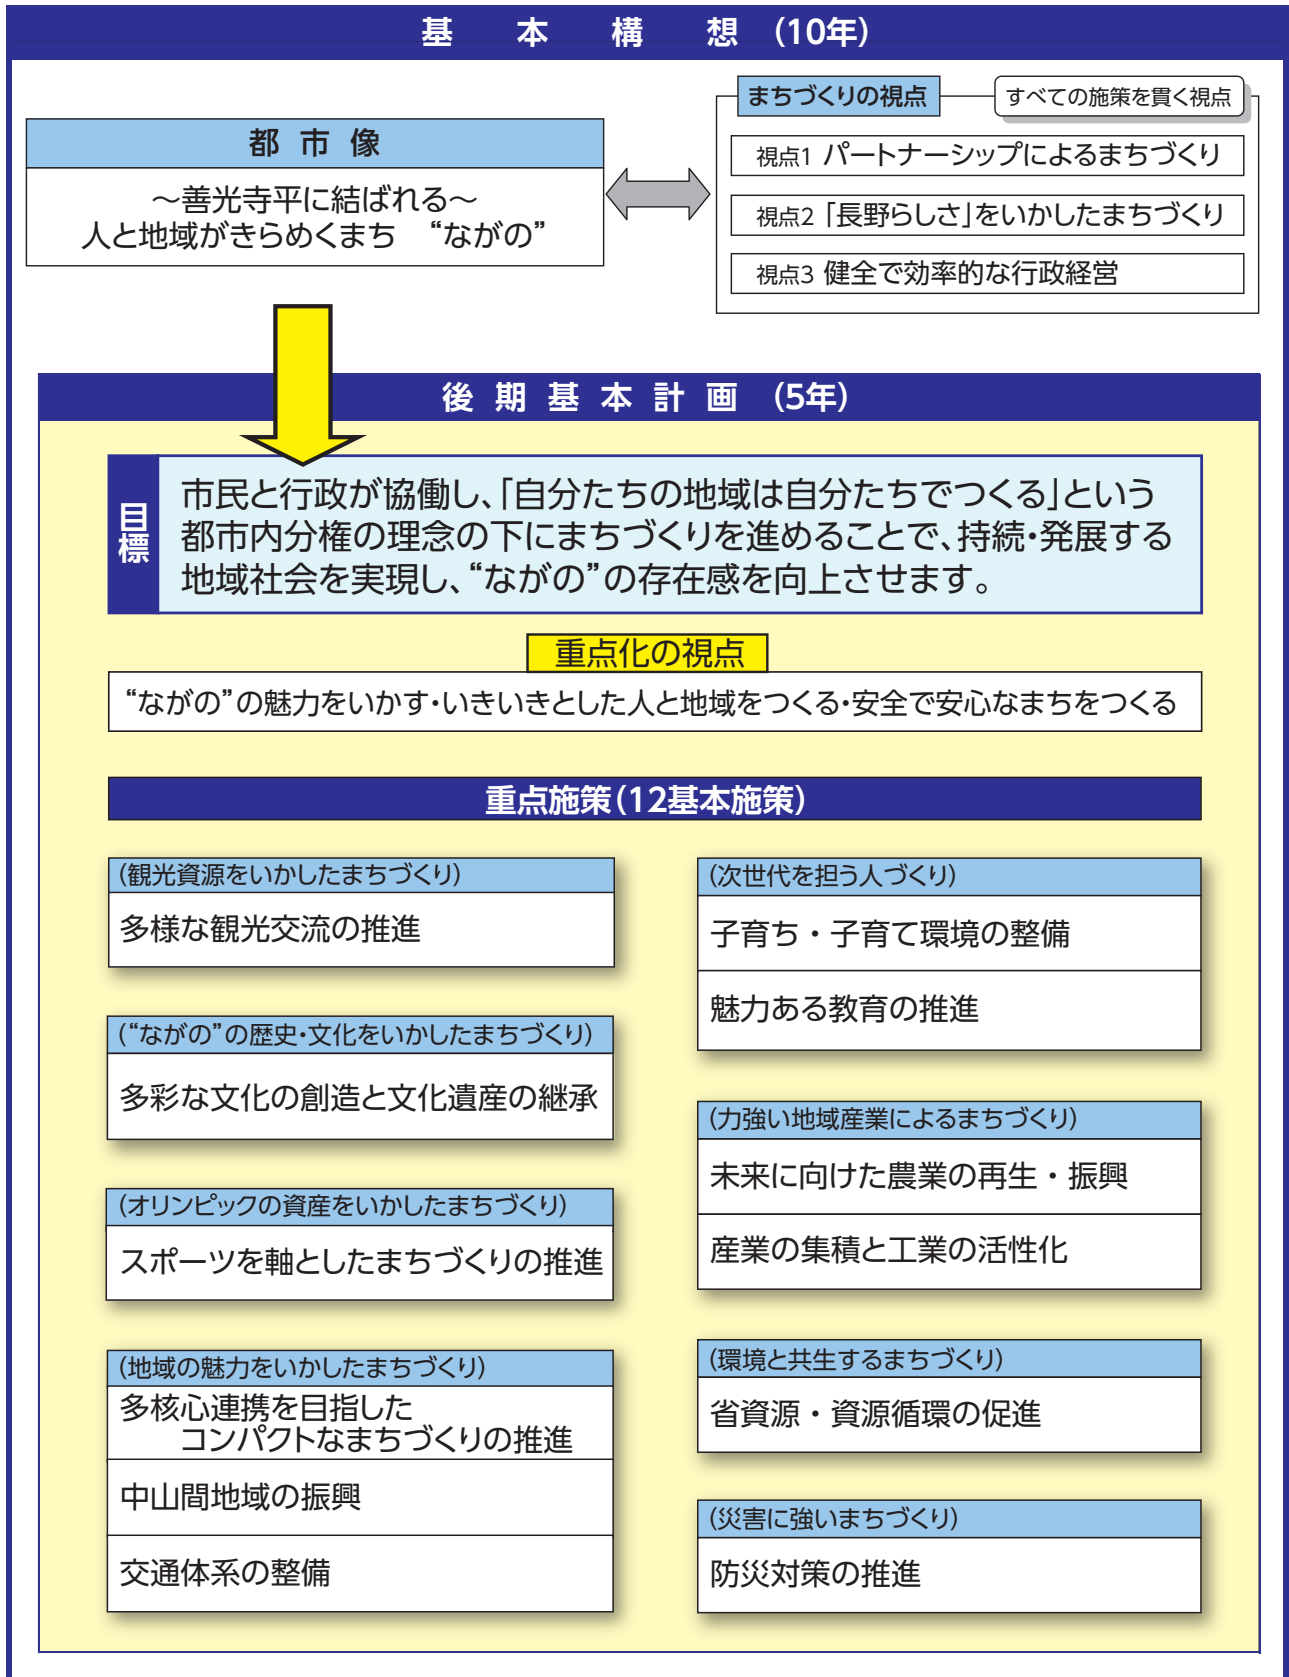 基本構想（10年）
都市像
～善光寺平に結ばれる～
人と地域がきらめくまち　“ながの”
まちづくりの視点
すべての施策を貫く視点
視点1 パートナーシップによるまちづくり
視点2 「長野らしさ」をいかしたまちづくり
視点3 健全で効率的な行政経営
後期基本計画（5年）
目標
市民と行政が協働し、「自分たちの地域は自分たちでつくる」という
都市内分権の理念の下にまちづくりを進めることで、持続・発展する
地域社会を実現し、“ながの”の存在感を向上させます。
重点化の視点
“ながの”の魅力をいかす・いきいきとした人と地域をつくる・安全で安心なまちをつくる
重点施策（12基本施策）
（観光資源をいかしたまちづくり）
多様な観光交流の推進
（“ながの”の歴史・文化をいかしたまちづくり）
多彩な文化の創造と文化遺産の継承
（オリンピックの資産をいかしたまちづくり）
スポーツを軸としたまちづくりの推進
（地域の魅力をいかしたまちづくり）
多核心連携を目指した
コンパクトなまちづくりの推進
中山間地域の振興
交通体系の整備
（次世代を担う人づくり）
子育ち・子育て環境の整備
魅力ある教育の推進
（力強い地域産業によるまちづくり）
未来に向けた農業の再生・振興
産業の集積と工業の活性化
（環境と共生するまちづくり）
省資源・資源循環の促進
（災害に強いまちづくり）
防災対策の推進